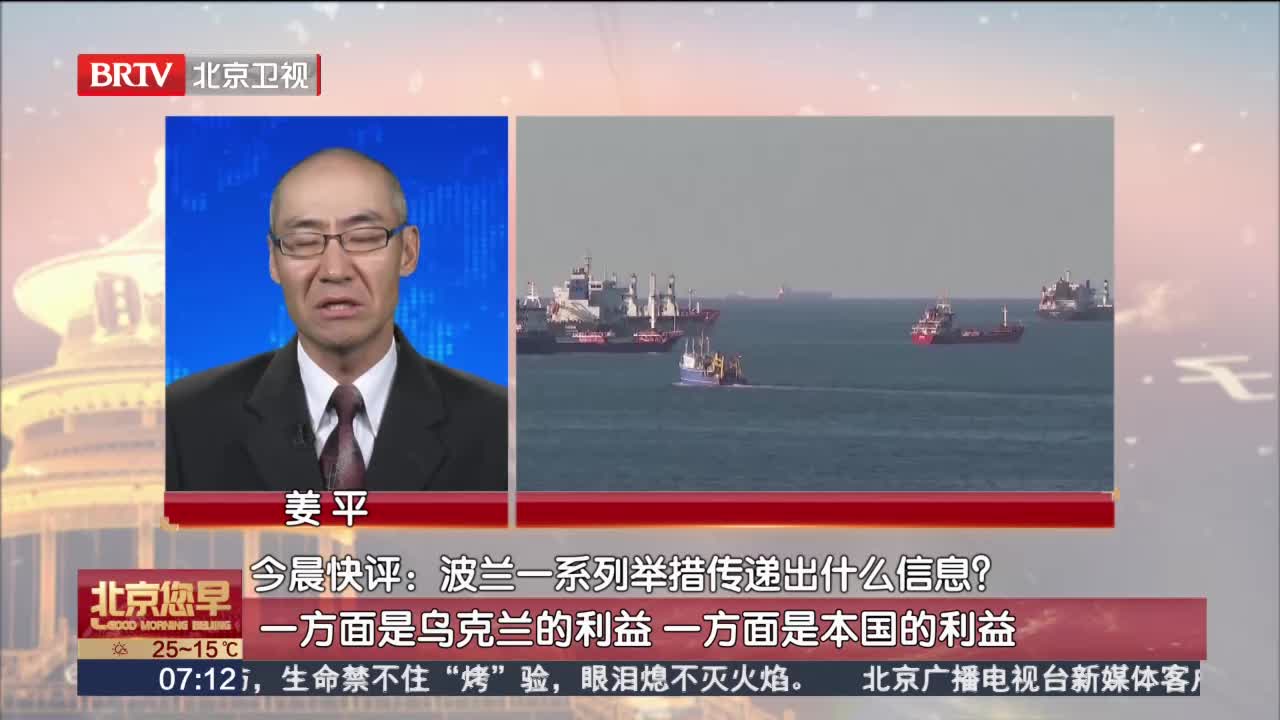 BRTV 北京卫视
姜平
今晨快评：波兰一系列举措传递出什么信息？
北京您早
GOOD MORNING BEIJING
一方面是乌克兰的利益 一方面是本国的利益
25~15℃
07:12
，生命禁不住“烤”验，眼泪熄不灭火焰。 北京广播电视台新媒体客户